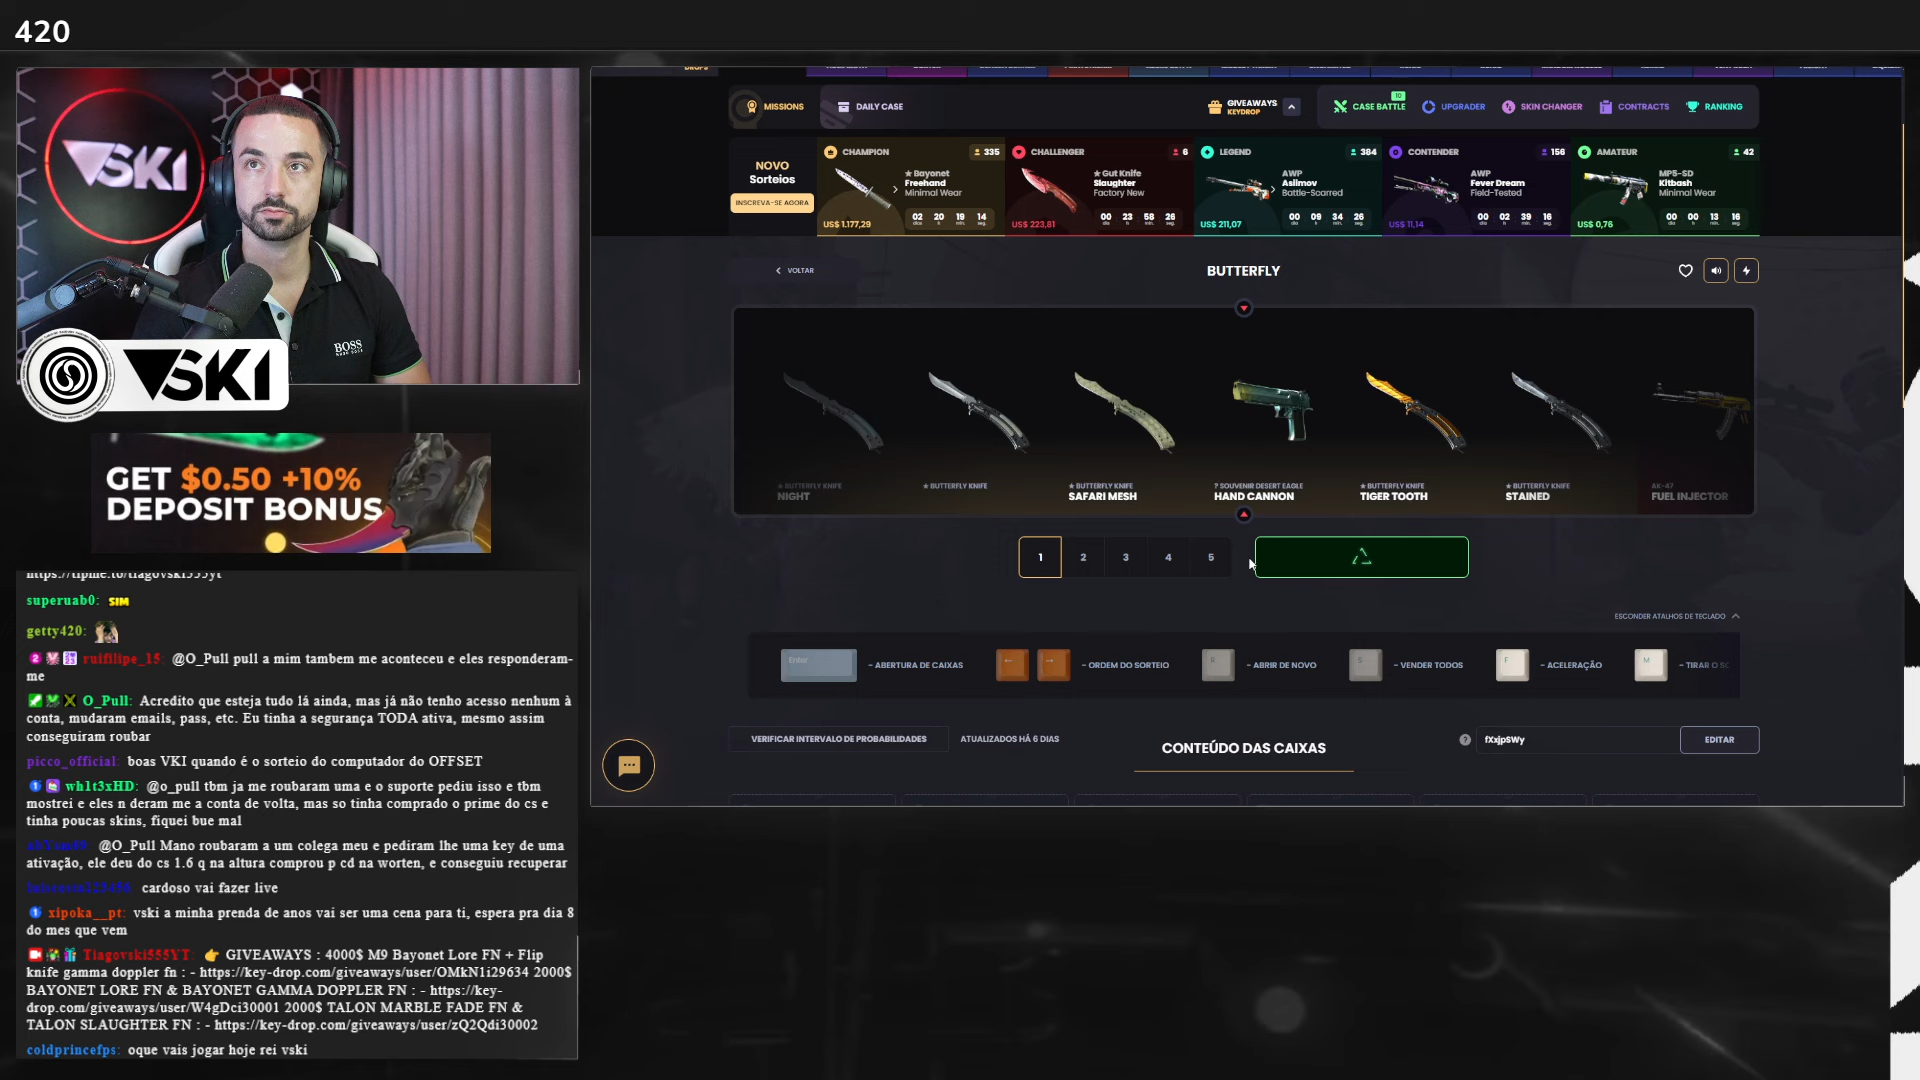 420
VSKI
BOSS
VSKI
GET $0.50 +10%
DEPOSIT BONUS
https://tipme.to/tiagovski555yt
superuab0: SIM
getty420:
ruifilipe_15: @O_Pull pull a mim tambem me aconteceu e eles responderam-
me
O_Pull: Acredito que esteja tudo lá ainda, mas já não tenho acesso nenhum à
conta, mudaram emails, pass, etc. Eu tinha a segurança TODA ativa, mesmo assim
conseguiram roubar
picco_official: boas VKI quando é o sorteio do computador do OFFSET
wh1t3xHD: @o_pull tbm ja me roubaram uma e o suporte pediu isso e tbm
mostrei e eles n deram me a conta de volta, mas so tinha comprado o prime do cs e
tinha poucas skins, fiquei bue mal
@O_Pull Mano roubaram a um colega meu e pediram lhe uma key de uma
ativação, ele deu do cs 1.6 q na altura comprou p cd na worten, e conseguiu recuperar
cardoso vai fazer live
xipoka__pt: vski a minha prenda de anos vai ser uma cena para ti, espera pra dia 8
do mes que vem
Tiagovski555YT: GIVEAWAYS : 4000$ M9 Bayonet Lore FN + Flip
knife gamma doppler fn : - https://key-drop.com/giveaways/user/OMkN1i29634 2000$
BAYONET LORE FN & BAYONET GAMMA DOPPLER FN : - https://key-
drop.com/giveaways/user/W4gDci30001 2000$ TALON MARBLE FADE FN &
TALON SLAUGHTER FN : - https://key-drop.com/giveaways/user/zQ2Qdi30002
coldprincefps: oque vais jogar hoje rei vski
DROPS
MISSIONS
DAILY CASE
GIVEAWAYS
KEYDROP
10
CASE BATTLE
UPGRADER
SKIN CHANGER
CONTRACTS
RANKING
NOVO
Sorteios
INSCREVA-SE AGORA
CHAMPION 335
★ Bayonet
Freehand
Minimal Wear
US$ 1.177,29
02 20 19 14
dias h min. seg.
CHALLENGER 6
★ Gut Knife
Slaughter
Factory New
US$ 223,81
00 23 58 26
h min. seg.
LEGEND 384
AWP
Asiimov
Battle-Scarred
US$ 211,07
00 09 34 26
h min. seg.
CONTENDER 156
AWP
Fever Dream
Field-Tested
US$ 11,14
00 02 39 16
h min. seg.
AMATEUR 42
MP5-SD
Kitbash
Minimal Wear
US$ 0,76
00 00 13 16
h min. seg.
VOLTAR
BUTTERFLY
★ BUTTERFLY KNIFE
NIGHT
★ BUTTERFLY KNIFE
★ BUTTERFLY KNIFE
SAFARI MESH
? SOUVENIR DESERT EAGLE
HAND CANNON
★ BUTTERFLY KNIFE
TIGER TOOTH
★ BUTTERFLY KNIFE
STAINED
AK-47
FUEL INJECTOR
1 2 3 4 5
ESCONDER ATALHOS DE TECLADO
Enter - ABERTURA DE CAIXAS
← → - ORDEM DO SORTEIO
R - ABRIR DE NOVO
S - VENDER TODOS
F - ACELERAÇÃO
M - TIRAR O SO
VERIFICAR INTERVALO DE PROBABILIDADES
ATUALIZADOS HÁ 6 DIAS
CONTEÚDO DAS CAIXAS
? fXxjpSWy
EDITAR